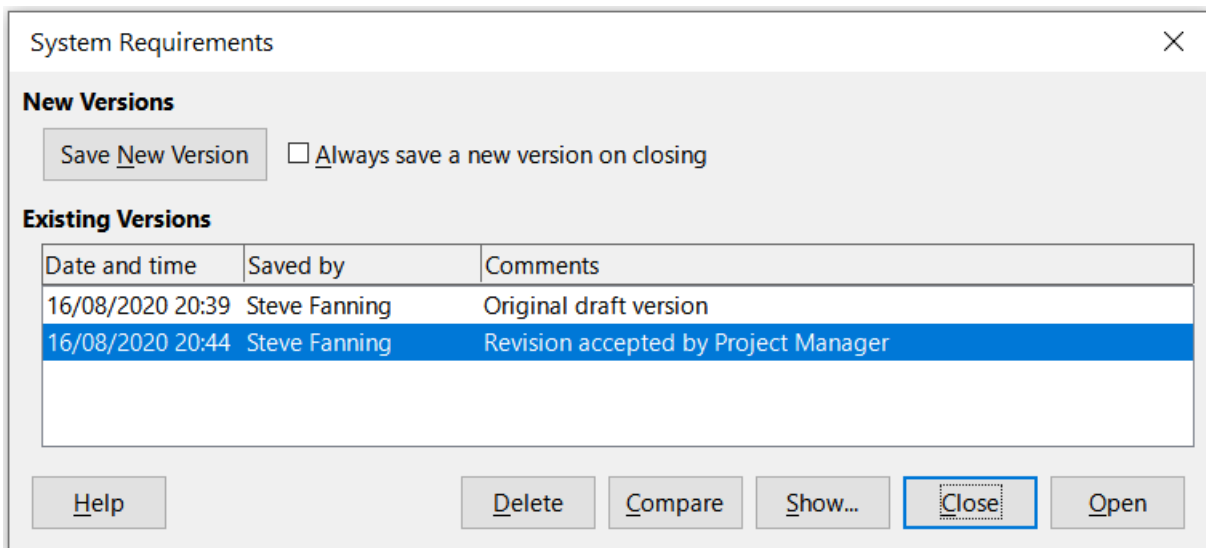 System Requirements
New Versions
Save New Version Always save a new version on closing
Existing Versions
Date and time Saved by Comments
16/08/2020 20:39 Steve Fanning Original draft version
16/08/2020 20:44 Steve Fanning Revision accepted by Project Manager
Help Delete Compare Show... Close Open